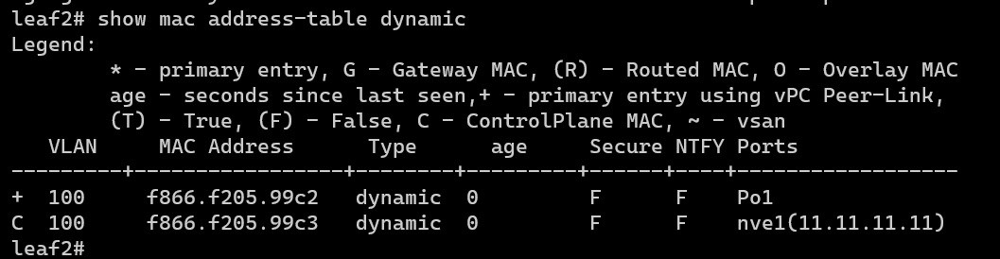 leaf2# show mac address-table dynamic
Legend:
        * - primary entry, G - Gateway MAC, (R) - Routed MAC, O - Overlay MAC
        age - seconds since last seen,+ - primary entry using vPC Peer-Link,
        (T) - True, (F) - False, C - ControlPlane MAC, ~ - vsan
   VLAN     MAC Address      Type      age     Secure NTFY Ports
---------+-----------------+--------+---------+------+----+------------------
+  100     f866.f205.99c2   dynamic  0         F      F    Po1
C  100     f866.f205.99c3   dynamic  0         F      F    nve1(11.11.11.11)
leaf2#